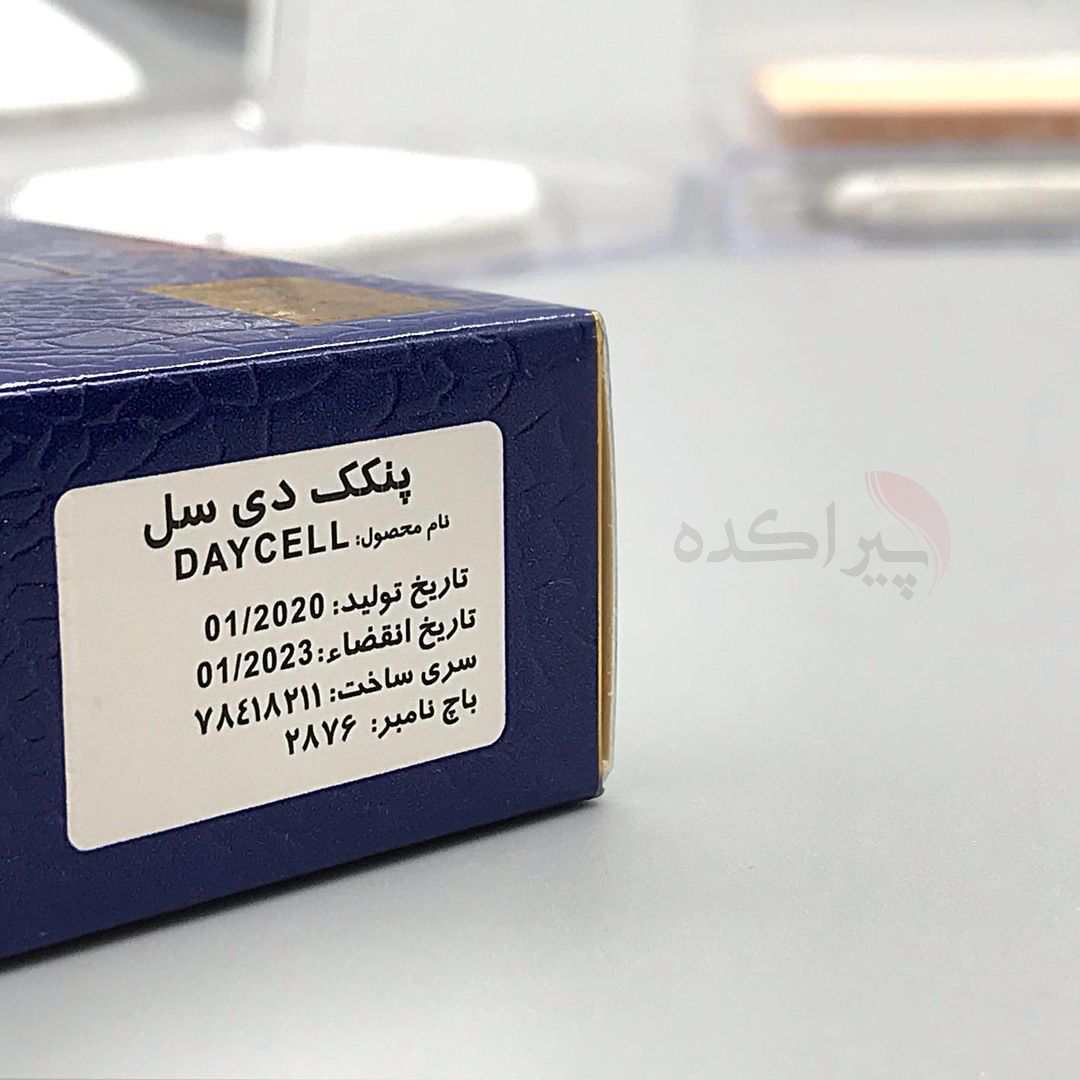 پنکک دی سل
نام محصول: DAYCELL
تاریخ تولید: 01/2020
تاریخ انقضاء: 01/2023
سری ساخت: ۷۸٤۱۸۲۱۱
باچ نامبر: ۲۸۷۶
پیراکده